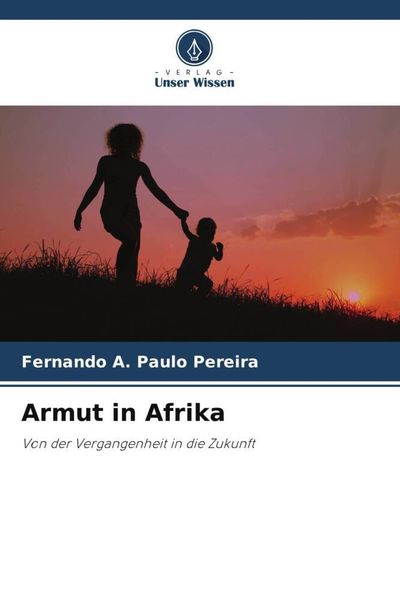 - VERLAG -
Unser Wissen
Fernando A. Paulo Pereira
Armut in Afrika
Von der Vergangenheit in die Zukunft